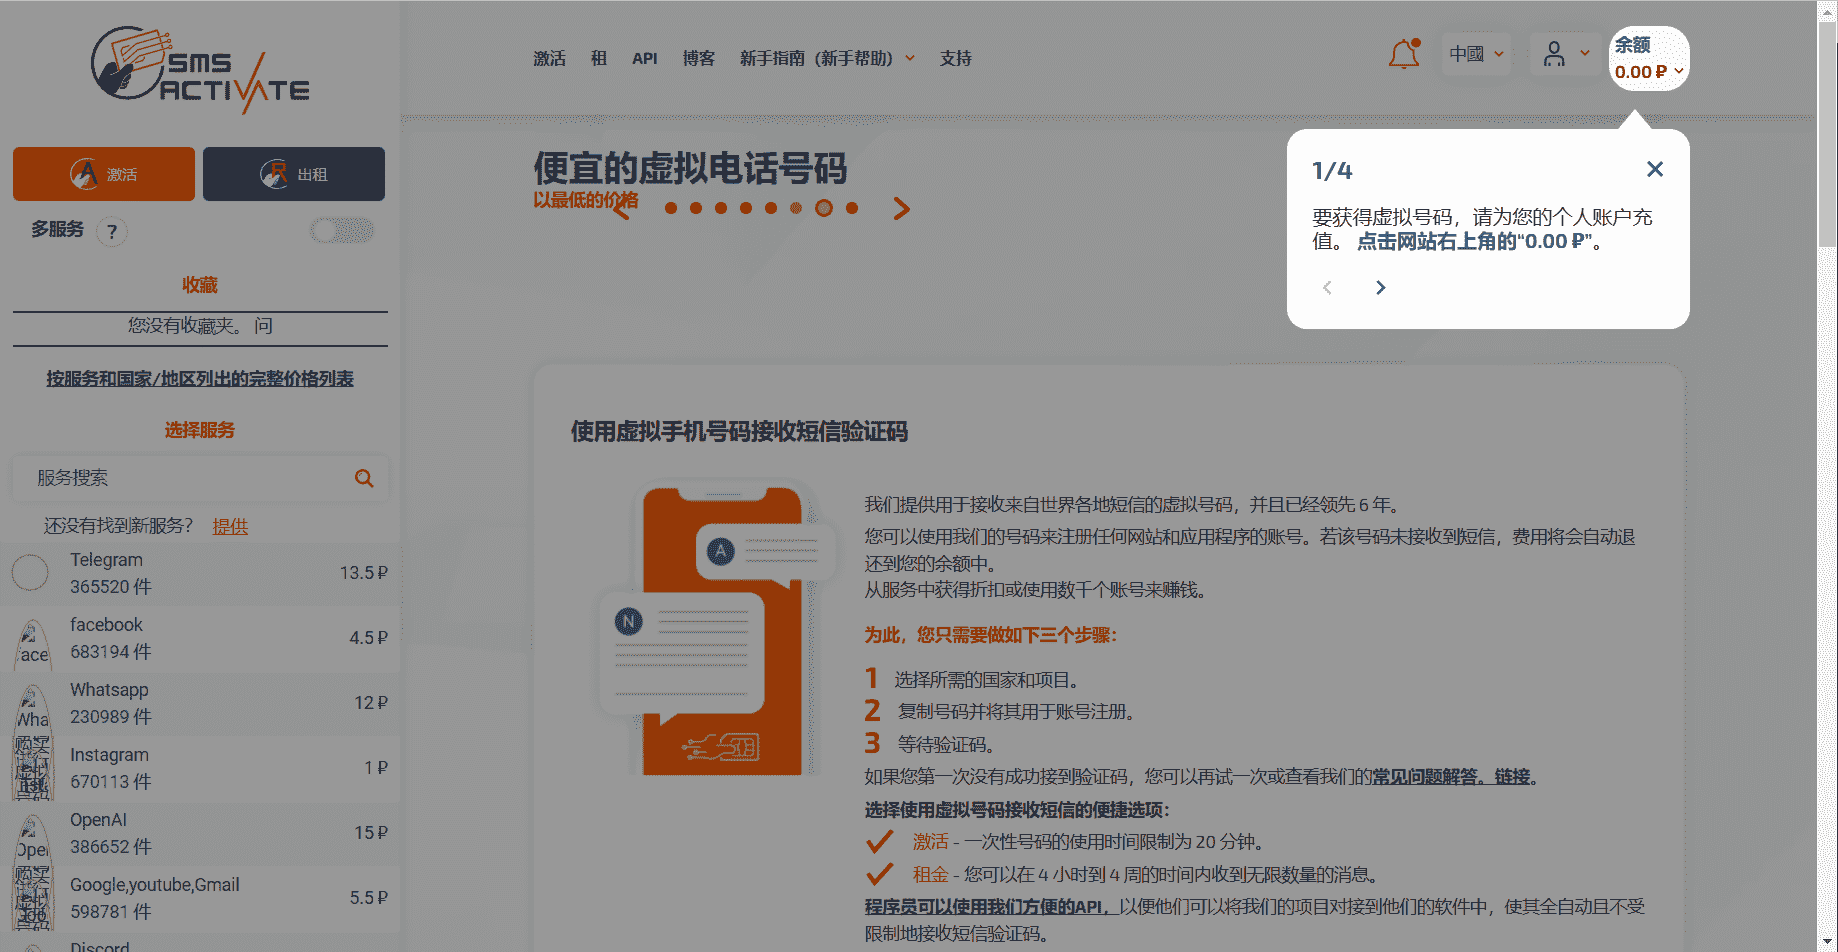 SMS
ACTIVATE
激活
租
API
博客
新手指南（新手帮助）
支持
中國
余额
0.00 ₽
激活
出租
多服务
?
收藏
您没有收藏夹。 问
按服务和国家/地区列出的完整价格列表
选择服务
服务搜索
还没有找到新服务？ 提供
Telegram
365520 件
13.5 ₽
facebook
683194 件
4.5 ₽
Whatsapp
230989 件
12 ₽
Instagram
670113 件
1 ₽
OpenAI
386652 件
15 ₽
Google,youtube,Gmail
598781 件
5.5 ₽
Discord
便宜的虚拟电话号码
以最低的价格
1/4
要获得虚拟号码，请为您的个人账户充
值。 点击网站右上角的“0.00 ₽”。
使用虚拟手机号码接收短信验证码
A
N
我们提供用于接收来自世界各地短信的虚拟号码，并且已经领先 6 年。
您可以使用我们的号码来注册任何网站和应用程序的账号。若该号码未接收到短信，费用将会自动退
还到您的余额中。
从服务中获得折扣或使用数千个账号来赚钱。
为此，您只需要做如下三个步骤：
1 选择所需的国家和项目。
2 复制号码并将其用于账号注册。
3 等待验证码。
如果您第一次没有成功接到验证码，您可以再试一次或查看我们的常见问题解答。链接。
选择使用虚拟号码接收短信的便捷选项：
激活 - 一次性号码的使用时间限制为 20 分钟。
租金 - 您可以在 4 小时到 4 周的时间内收到无限数量的消息。
程序员可以使用我们方便的API，以便他们可以将我们的项目对接到他们的软件中，使其全自动且不受
限制地接收短信验证码。